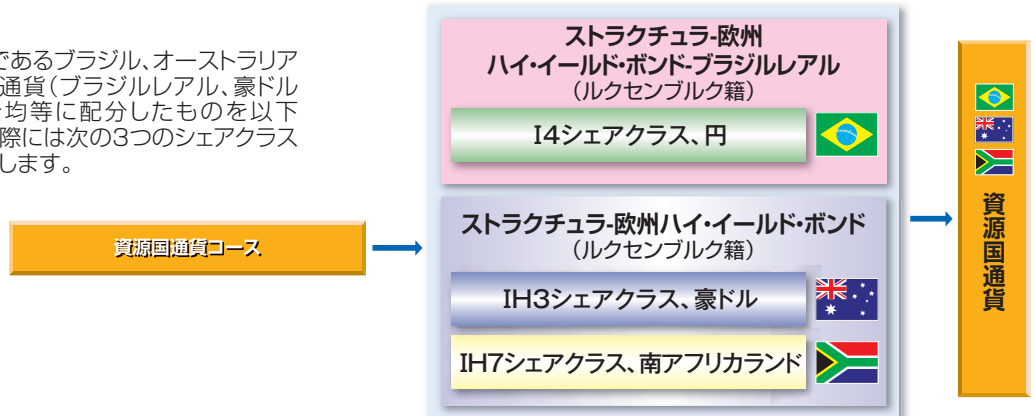 であるブラジル、オーストラリア
通貨（ブラジルレアル、豪ドル
均等に配分したものを以下
際には次の3つのシェアクラス
します。
資源国通貨コース
ストラクチュラ-欧州
ハイ・イールド・ボンド-ブラジルレアル
（ルクセンブルク籍）
I4シェアクラス、円
ストラクチュラ-欧州ハイ・イールド・ボンド
（ルクセンブルク籍）
IH3シェアクラス、豪ドル
IH7シェアクラス、南アフリカランド
資源国通貨